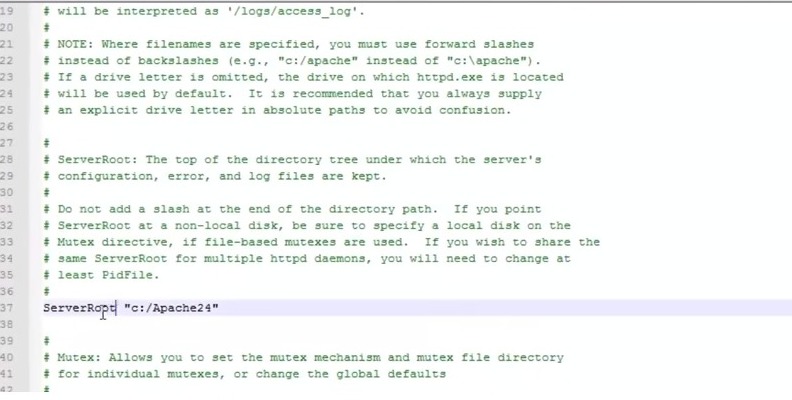 19 # will be interpreted as '/logs/access_log'.
20 #
21 # NOTE: Where filenames are specified, you must use forward slashes
22 # instead of backslashes (e.g., "c:/apache" instead of "c:\apache").
23 # If a drive letter is omitted, the drive on which httpd.exe is located
24 # will be used by default.  It is recommended that you always supply
25 # an explicit drive letter in absolute paths to avoid confusion.
26
27 #
28 # ServerRoot: The top of the directory tree under which the server's
29 # configuration, error, and log files are kept.
30 #
31 # Do not add a slash at the end of the directory path.  If you point
32 # ServerRoot at a non-local disk, be sure to specify a local disk on the
33 # Mutex directive, if file-based mutexes are used.  If you wish to share the
34 # same ServerRoot for multiple httpd daemons, you will need to change at
35 # least PidFile.
36 #
37 ServerRoot "c:/Apache24"
38
39 #
40 # Mutex: Allows you to set the mutex mechanism and mutex file directory
41 # for individual mutexes, or change the global defaults
42 #